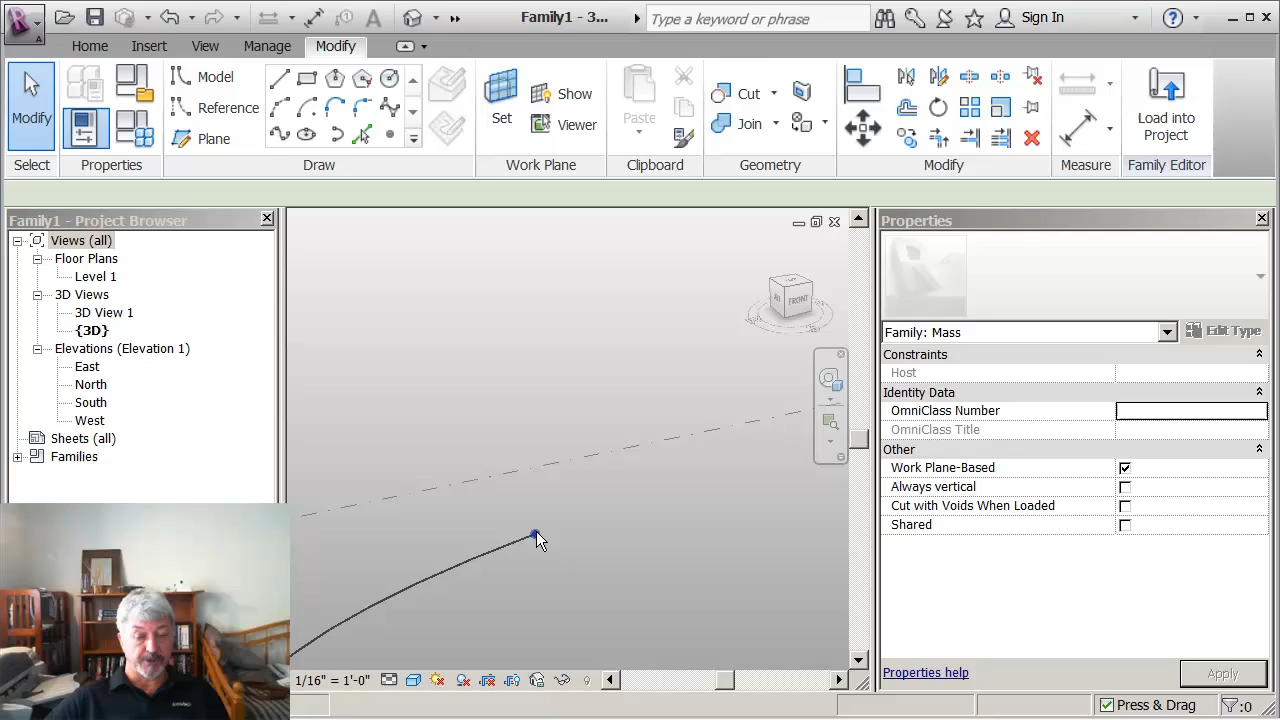 Family1 - 3...
Type a keyword or phrase
Sign In
Home
Insert
View
Manage
Modify
Modify
Model
Reference
Plane
Set
Show
Viewer
Paste
Cut
Join
Load into
Project
Select
Properties
Draw
Work Plane
Clipboard
Geometry
Modify
Measure
Family Editor
Family1 - Project Browser
Views (all)
Floor Plans
Level 1
3D Views
3D View 1
{3D}
Elevations (Elevation 1)
East
North
South
West
Sheets (all)
Families
FRONT
1/16" = 1'-0"
Properties
Family: Mass
Edit Type
Constraints
Host
Identity Data
OmniClass Number
OmniClass Title
Other
Work Plane-Based
Always vertical
Cut with Voids When Loaded
Shared
Properties help
Apply
Press & Drag
:0